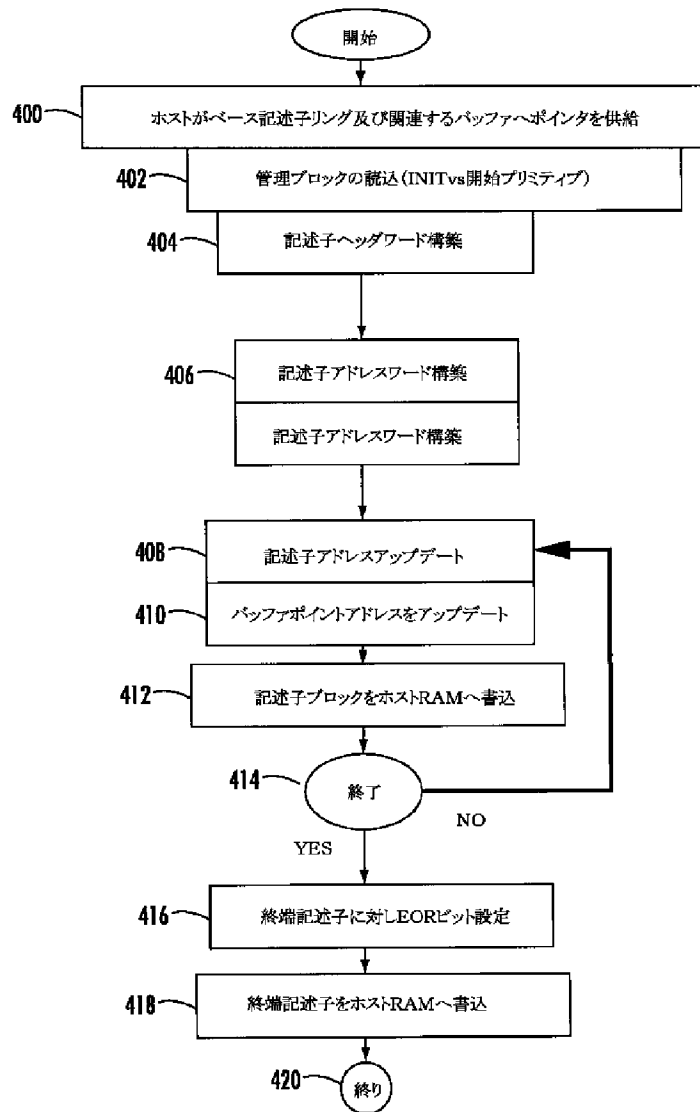 開始
400 ホストがベース記述子リング及び関連するバッファへポインタを供給
402 管理ブロックの読込(INITvs開始プリミティブ)
404 記述子ヘッダワード構築
406 記述子アドレスワード構築
記述子アドレスワード構築
408 記述子アドレスアップデート
410 バッファポイントアドレスをアップデート
412 記述子ブロックをホストRAMへ書込
414 終了
NO
YES
416 終端記述子に対しEORビット設定
418 終端記述子をホストRAMへ書込
420 終り